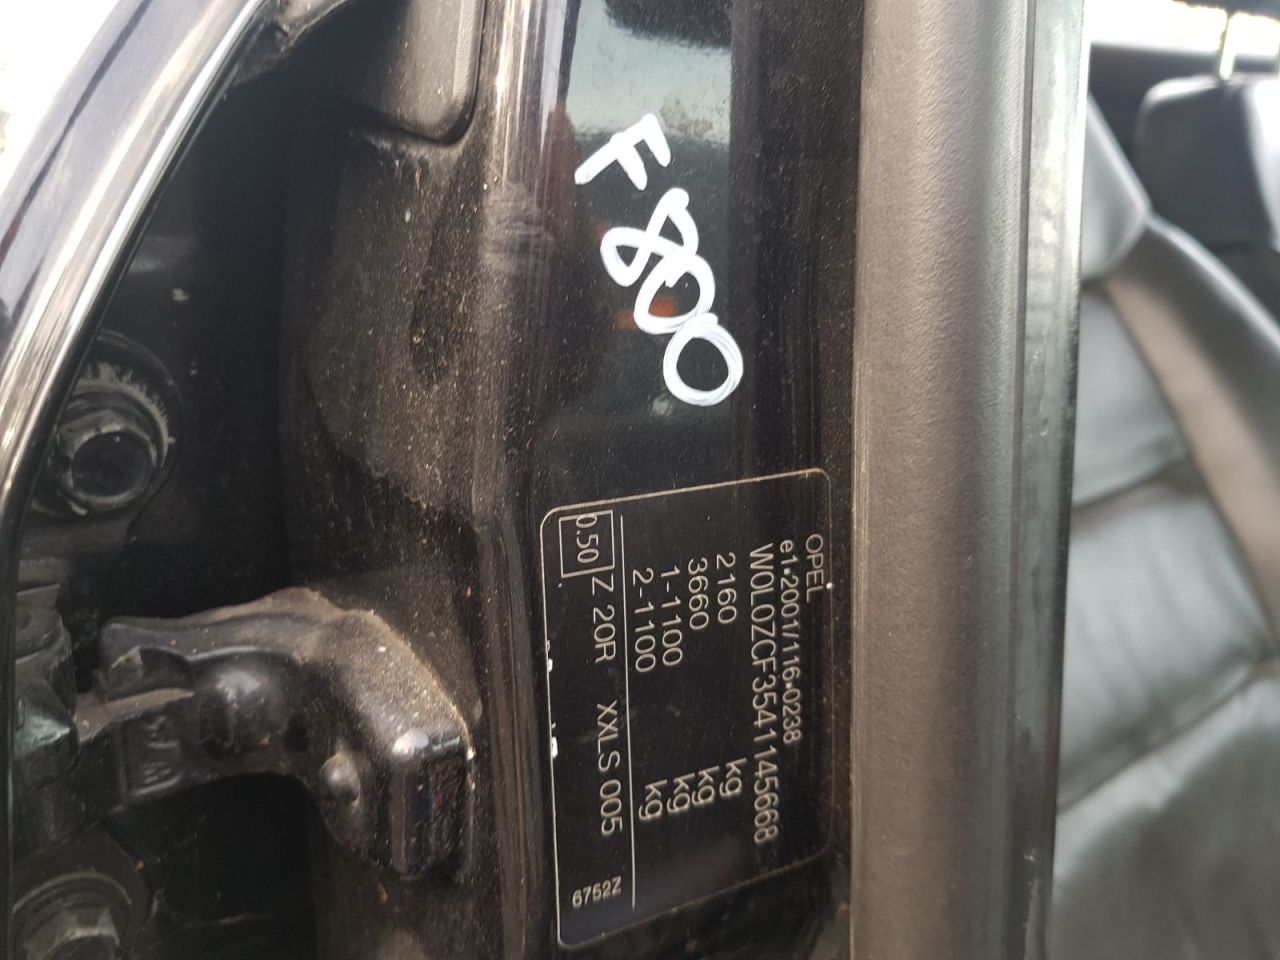 F800
OPEL
e1*2001/116*0238
W0L0ZCF3541145668
2160 kg
3660 kg
1-1100 kg
2-1100 kg
0.50 Z 20R XXLS 005
6752Z